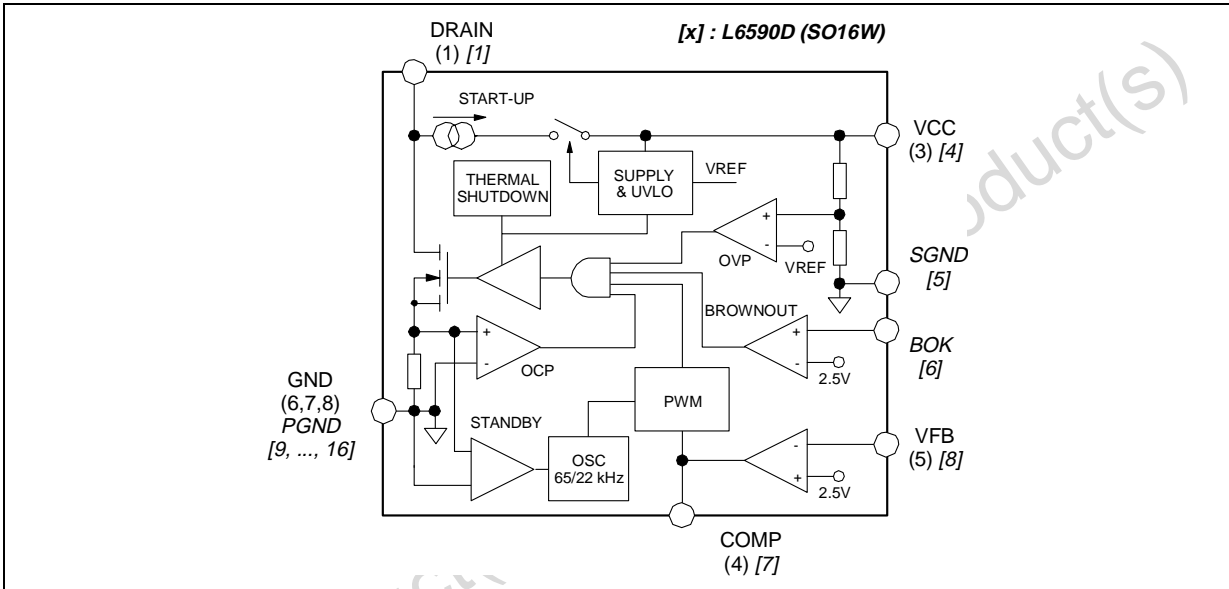 DRAIN
(1) [1]
[x] : L6590D (SO16W)
START-UP
VCC
(3) [4]
THERMAL
SHUTDOWN
SUPPLY
& UVLO
VREF
+
-
OVP
VREF
SGND
[5]
BROWNOUT
+
-
2.5V
BOK
[6]
+
-
OCP
GND
(6,7,8)
PGND
[9, ..., 16]
PWM
STANDBY
OSC
65/22 kHz
-
+
2.5V
VFB
(5) [8]
COMP
(4) [7]
oduct(s)